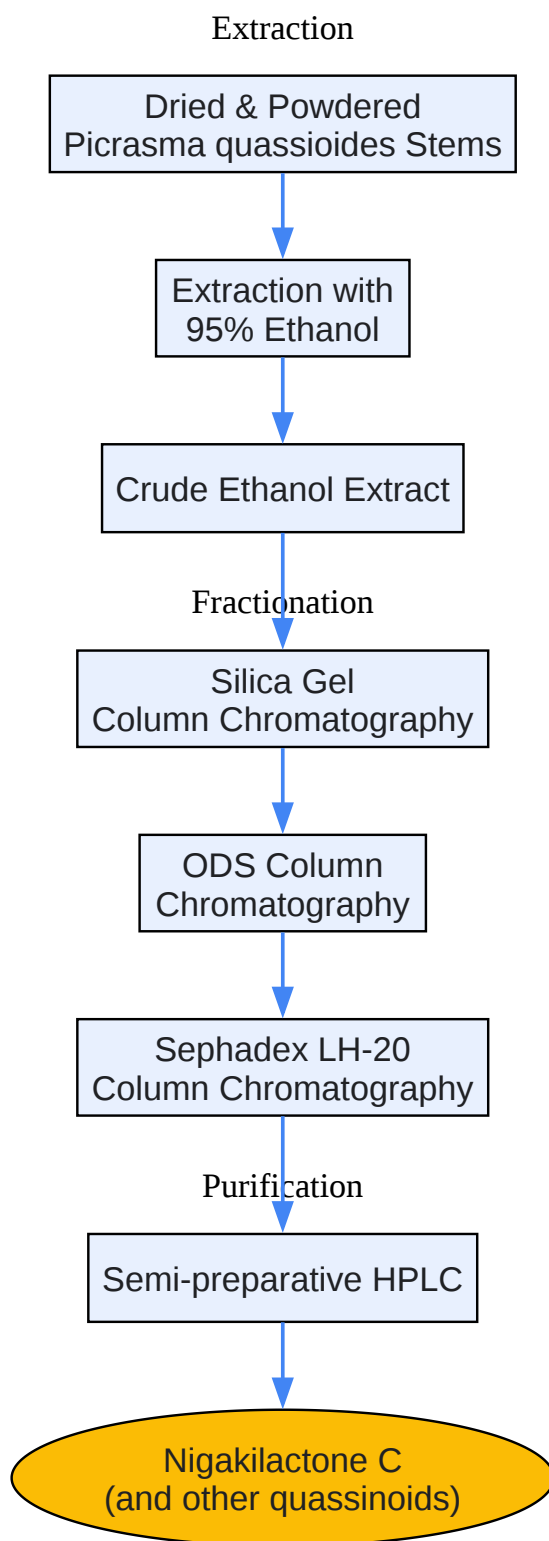 Extraction
Dried & Powdered
Picrasma quassioides Stems
Extraction with
95% Ethanol
Crude Ethanol Extract
Fractionation
Silica Gel
Column Chromatography
ODS Column
Chromatography
Sephadex LH-20
Column Chromatography
Purification
Semi-preparative HPLC
Nigakilactone C
(and other quassinoids)